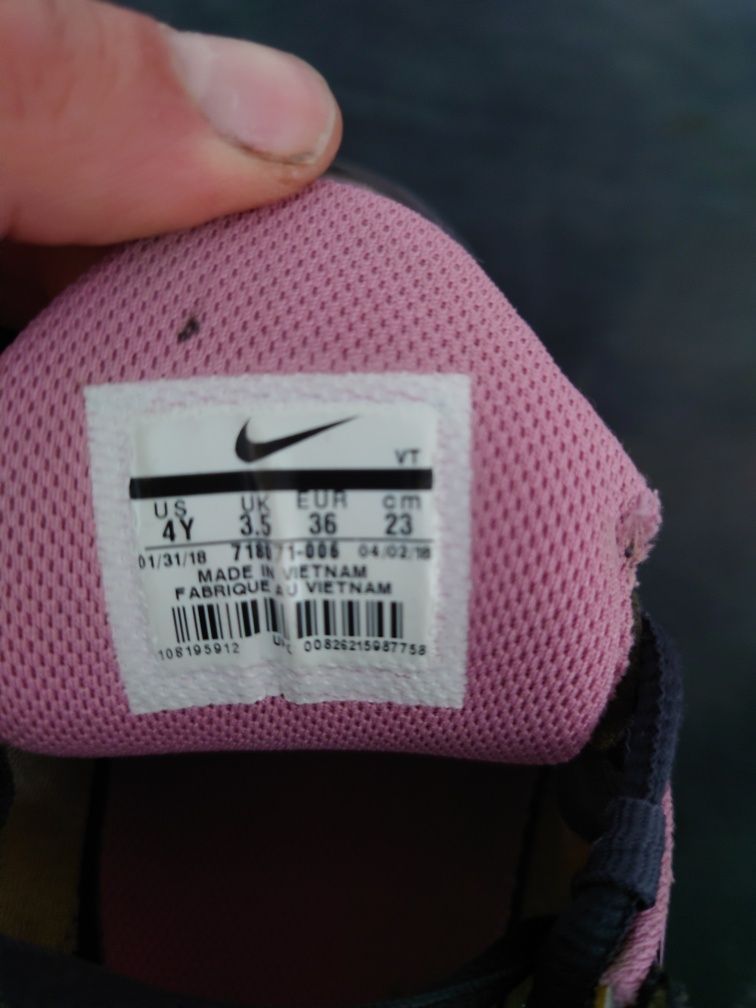 VT
US UK EUR cm
4Y 3.5 36 23
01/31/18 04/02/18
MADE IN VIETNAM
FABRIQUE AU VIETNAM
108195912 00826215987758